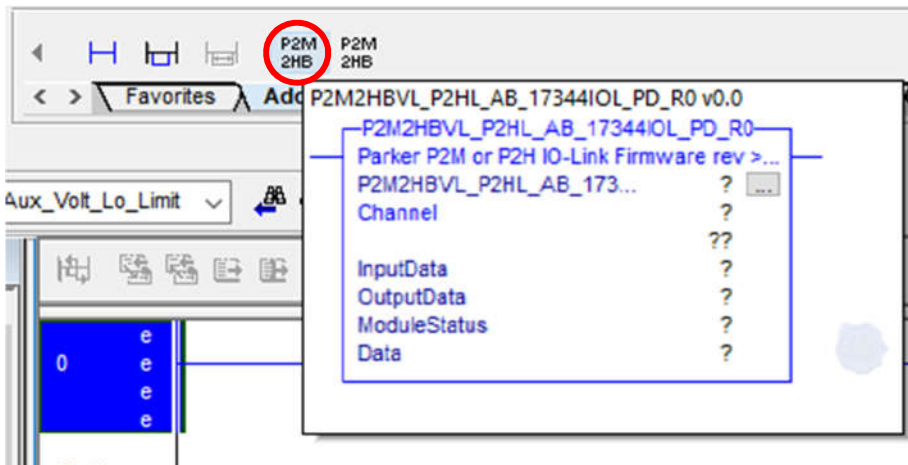 P2M P2M
2HB 2HB
< > Favorites Add
P2M2HBVL_P2HL_AB_17344IOL_PD_R0 v0.0
P2M2HBVL_P2HL_AB_17344IOL_PD_R0
Parker P2M or P2H IO-Link Firmware rev >...
P2M2HBVL_P2HL_AB_173... ? ...
Channel ?
??
InputData ?
OutputData ?
ModuleStatus ?
Data ?
Aux_Volt_Lo_Limit
0
e
e
e
e